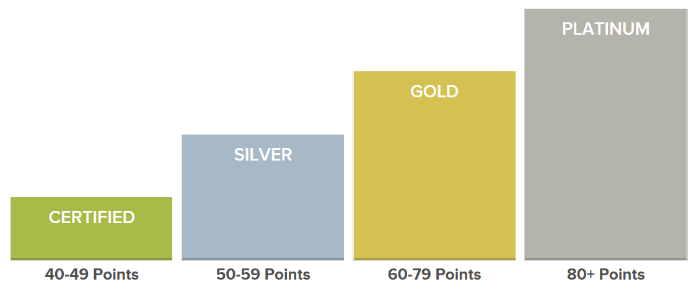 PLATINUM
GOLD
SILVER
CERTIFIED
40-49 Points
50-59 Points
60-79 Points
80+ Points